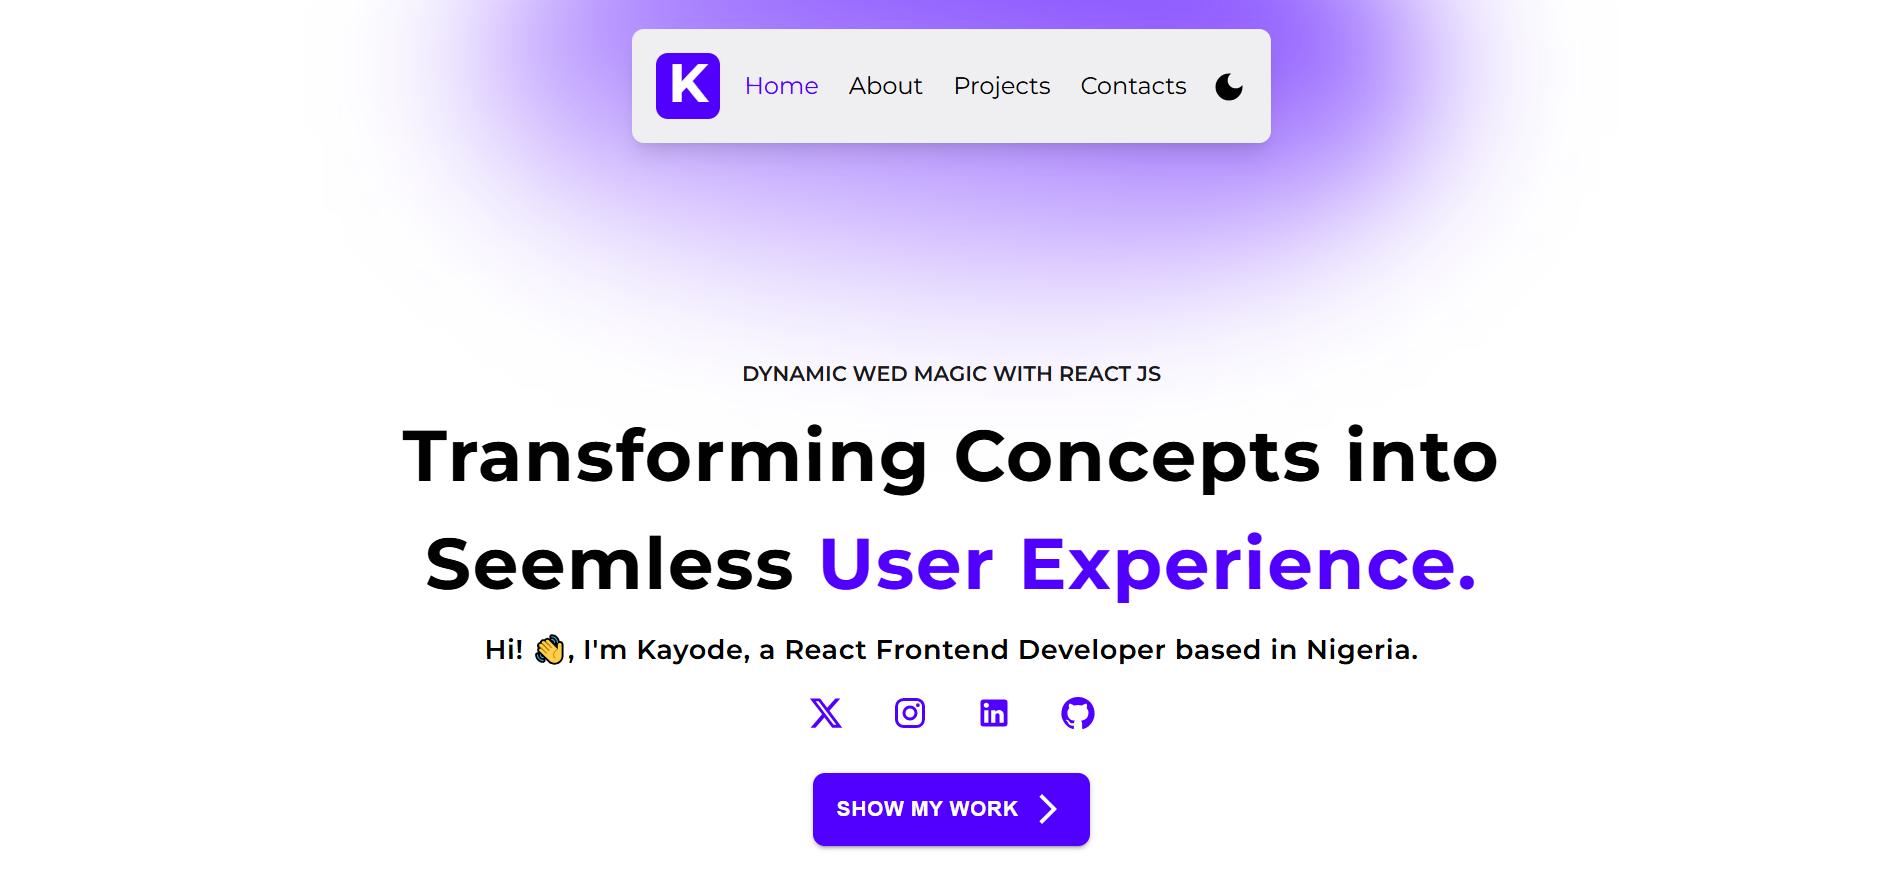 K Home About Projects Contacts
DYNAMIC WED MAGIC WITH REACT JS
Transforming Concepts into
Seemless User Experience.
Hi! 👋, I'm Kayode, a React Frontend Developer based in Nigeria.
SHOW MY WORK